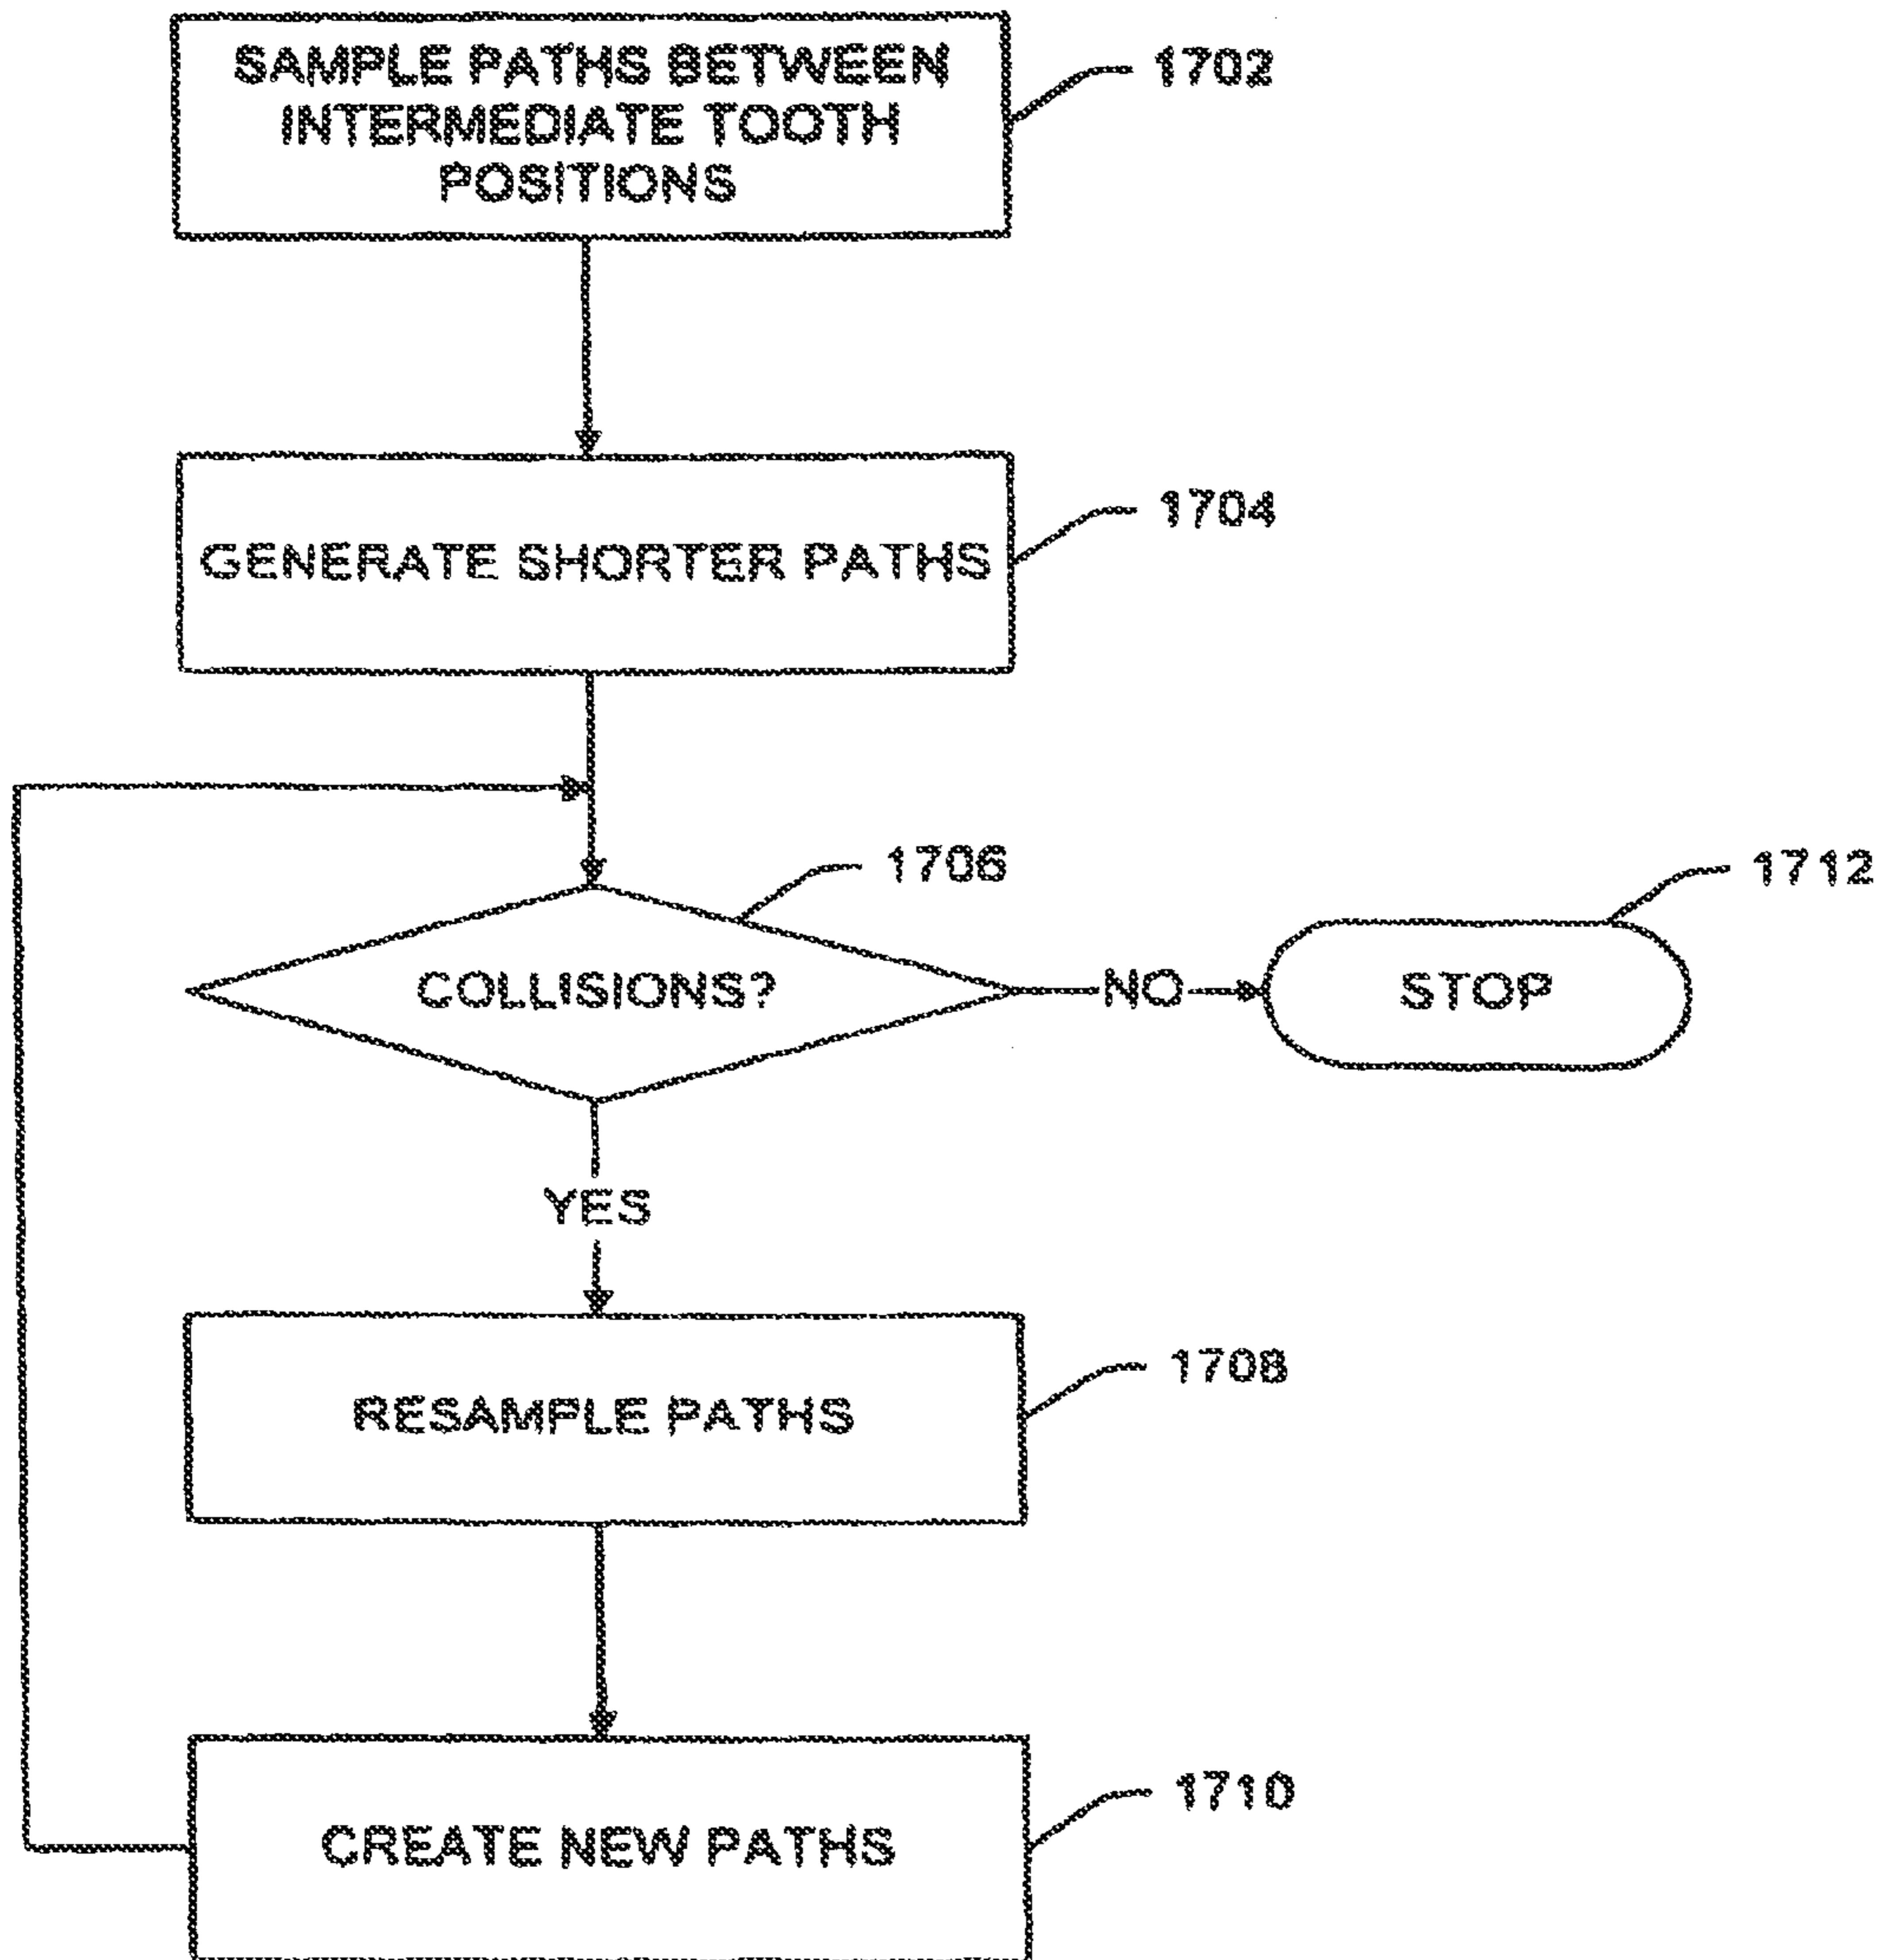 SAMPLE PATHS BETWEEN
INTERMEDIATE TOOTH
POSITIONS
1702
GENERATE SHORTER PATHS
1704
COLLISIONS?
1706
NO
STOP
1712
YES
RESAMPLE PATHS
1708
CREATE NEW PATHS
1710